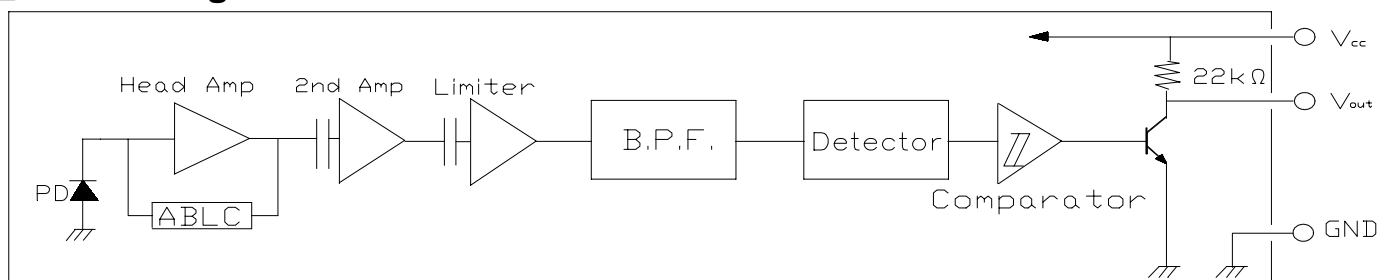 Head Amp
2nd Amp
Limiter
B.P.F.
Detector
Comparator
PD
ABLC
22kΩ
Vcc
Vout
GND